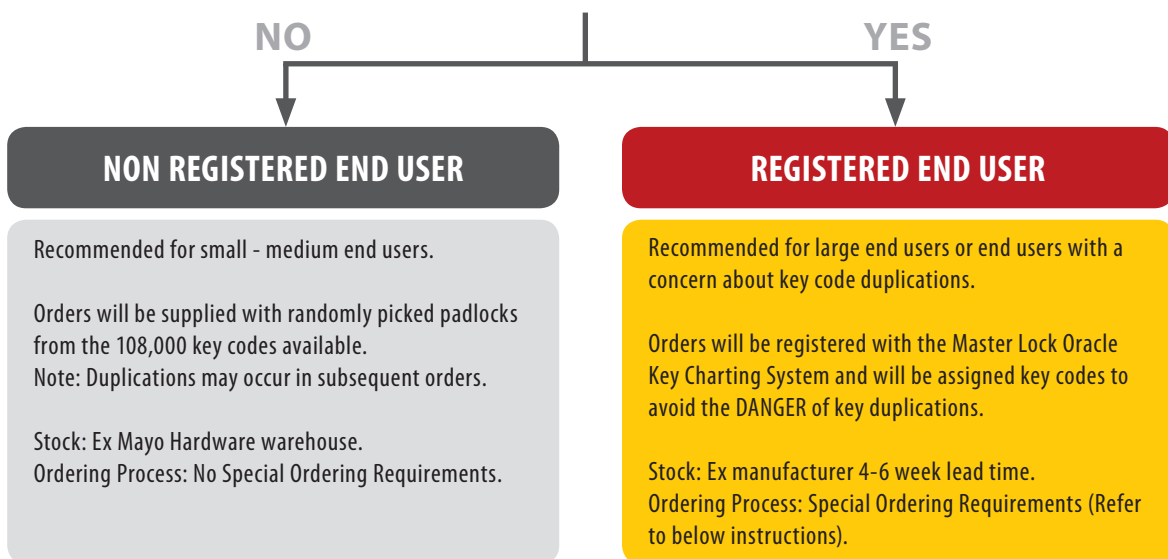 NO
YES
NON REGISTERED END USER
Recommended for small - medium end users.
Orders will be supplied with randomly picked padlocks
from the 108,000 key codes available.
Note: Duplications may occur in subsequent orders.
Stock: Ex Mayo Hardware warehouse.
Ordering Process: No Special Ordering Requirements.
REGISTERED END USER
Recommended for large end users or end users with a
concern about key code duplications.
Orders will be registered with the Master Lock Oracle
Key Charting System and will be assigned key codes to
avoid the DANGER of key duplications.
Stock: Ex manufacturer 4-6 week lead time.
Ordering Process: Special Ordering Requirements (Refer
to below instructions).